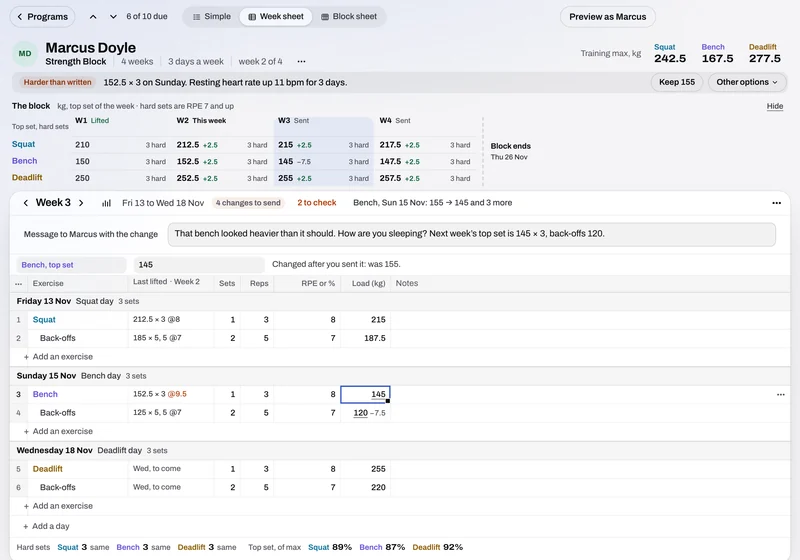 Programs 6 of 10 due Simple Week sheet Block sheet Preview as Marcus
MD Marcus Doyle
Strength Block 4 weeks 3 days a week week 2 of 4 ···
Training max, kg Squat 242.5 Bench 167.5 Deadlift 277.5
Harder than written 152.5 × 3 on Sunday. Resting heart rate up 11 bpm for 3 days. Keep 155 Other options
The block kg, top set of the week · hard sets are RPE 7 and up Hide
Top set, hard sets W1 Lifted W2 This week W3 Sent W4 Sent
Squat 210 3 hard 212.5 +2.5 3 hard 215 +2.5 3 hard 217.5 +2.5 3 hard
Bench 150 3 hard 152.5 +2.5 3 hard 145 −7.5 3 hard 147.5 +2.5 3 hard
Deadlift 250 3 hard 252.5 +2.5 3 hard 255 +2.5 3 hard 257.5 +2.5 3 hard
Block ends
Thu 26 Nov
Week 3 Fri 13 to Wed 18 Nov 4 changes to send 2 to check Bench, Sun 15 Nov: 155 → 145 and 3 more ···
Message to Marcus with the change That bench looked heavier than it should. How are you sleeping? Next week's top set is 145 × 3, back-offs 120.
Bench, top set 145 Changed after you sent it: was 155.
··· Exercise Last lifted · Week 2 Sets Reps RPE or % Load (kg) Notes
Friday 13 Nov Squat day 3 sets
1 Squat 212.5 × 3 @8 1 3 8 215
2 Back-offs 185 × 5, 5 @7 2 5 7 187.5
+ Add an exercise
Sunday 15 Nov Bench day 3 sets
3 Bench 152.5 × 3 @9.5 1 3 8 145 ···
4 Back-offs 125 × 5, 5 @7 2 5 7 120 −7.5
+ Add an exercise
Wednesday 18 Nov Deadlift day 3 sets
5 Deadlift Wed, to come 1 3 8 255
6 Back-offs Wed, to come 2 5 7 220
+ Add an exercise
+ Add a day
Hard sets Squat 3 same Bench 3 same Deadlift 3 same Top set, of max Squat 89% Bench 87% Deadlift 92%